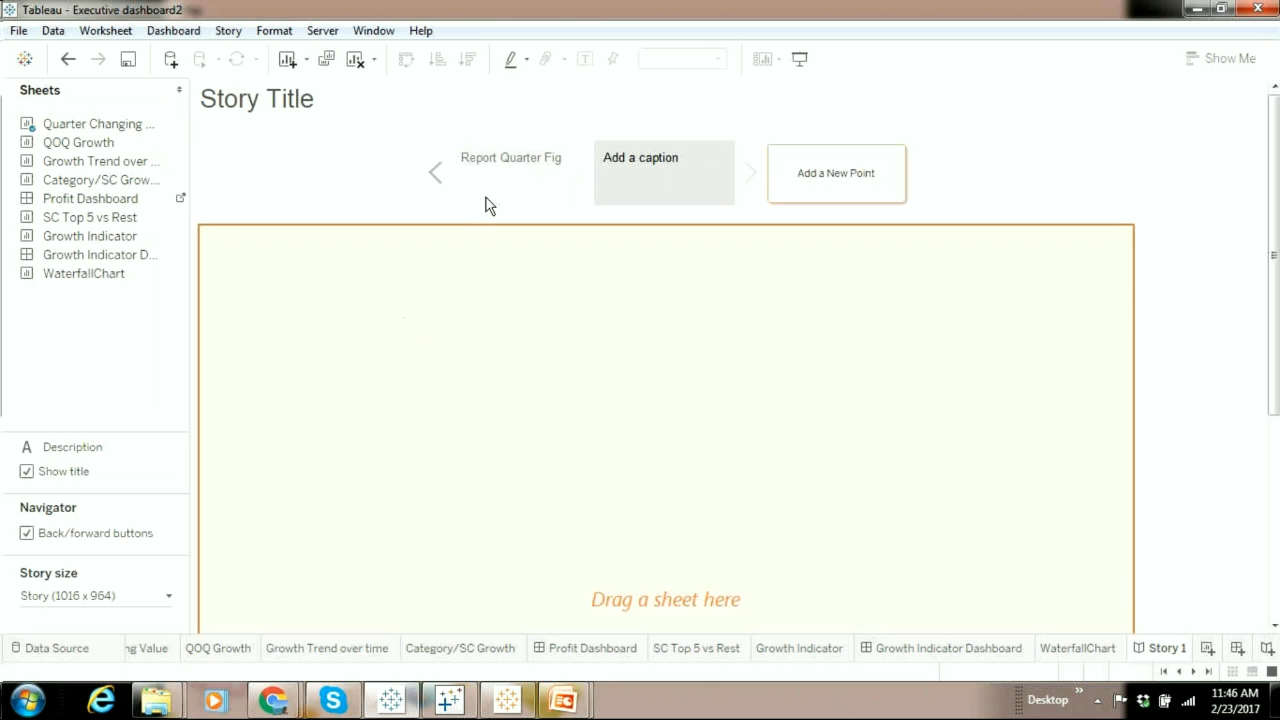 Tableau - Executive dashboard2
File Data Worksheet Dashboard Story Format Server Window Help
Show Me
Sheets
Quarter Changing ...
QOQ Growth
Growth Trend over ...
Category/SC Grow...
Profit Dashboard
SC Top 5 vs Rest
Growth Indicator
Growth Indicator D...
WaterfallChart
A Description
Show title
Navigator
Back/forward buttons
Story size
Story (1016 x 964)
Story Title
Report Quarter Fig
Add a caption
Add a New Point
Drag a sheet here
Data Source ng Value QOQ Growth Growth Trend over time Category/SC Growth Profit Dashboard SC Top 5 vs Rest Growth Indicator Growth Indicator Dashboard WaterfallChart Story 1
Desktop
11:46 AM
2/23/2017